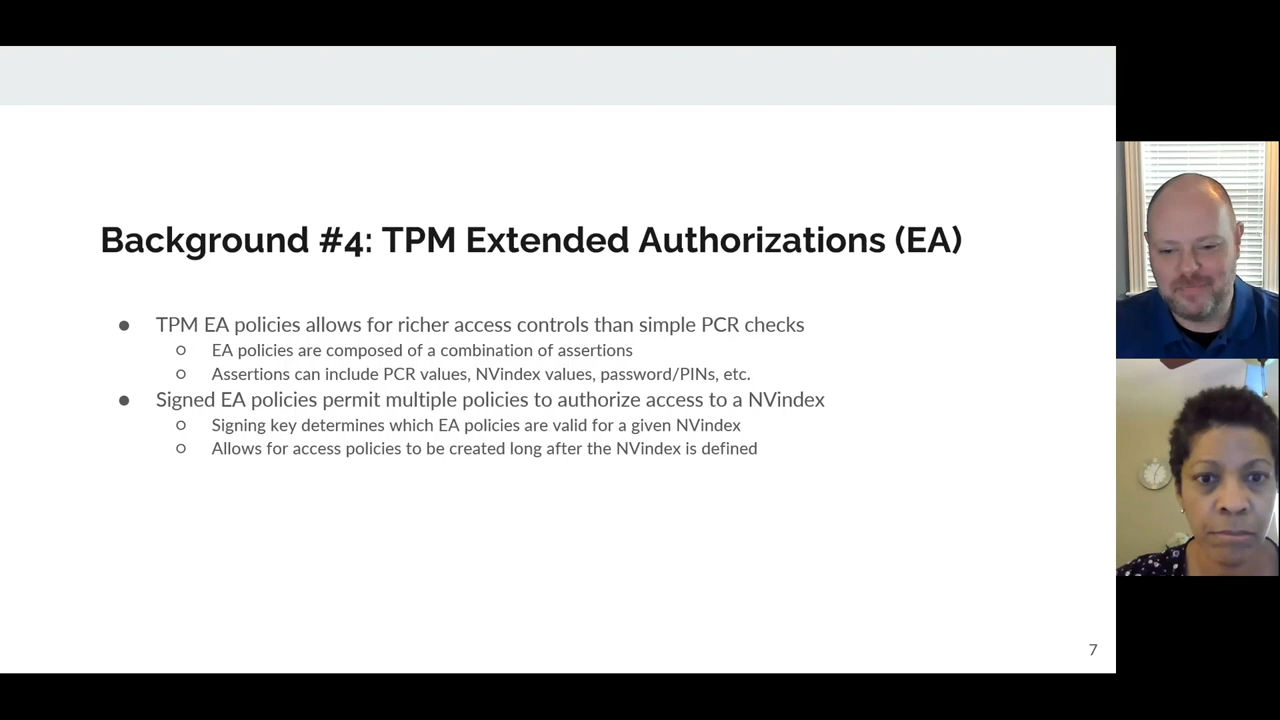 Background #4: TPM Extended Authorizations (EA)
● TPM EA policies allows for richer access controls than simple PCR checks
○ EA policies are composed of a combination of assertions
○ Assertions can include PCR values, NVindex values, password/PINs, etc.
● Signed EA policies permit multiple policies to authorize access to a NVindex
○ Signing key determines which EA policies are valid for a given NVindex
○ Allows for access policies to be created long after the NVindex is defined
7